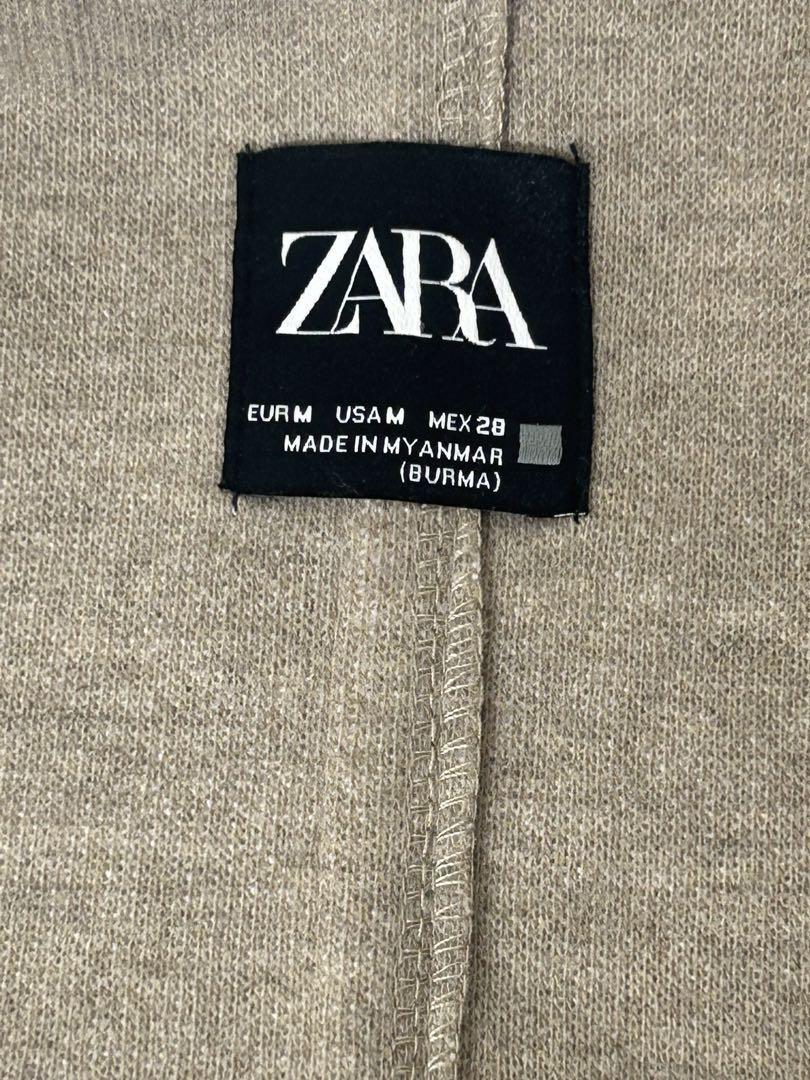 ZARA
EUR M USA M MEX 28
MADE IN MYANMAR
(BURMA)